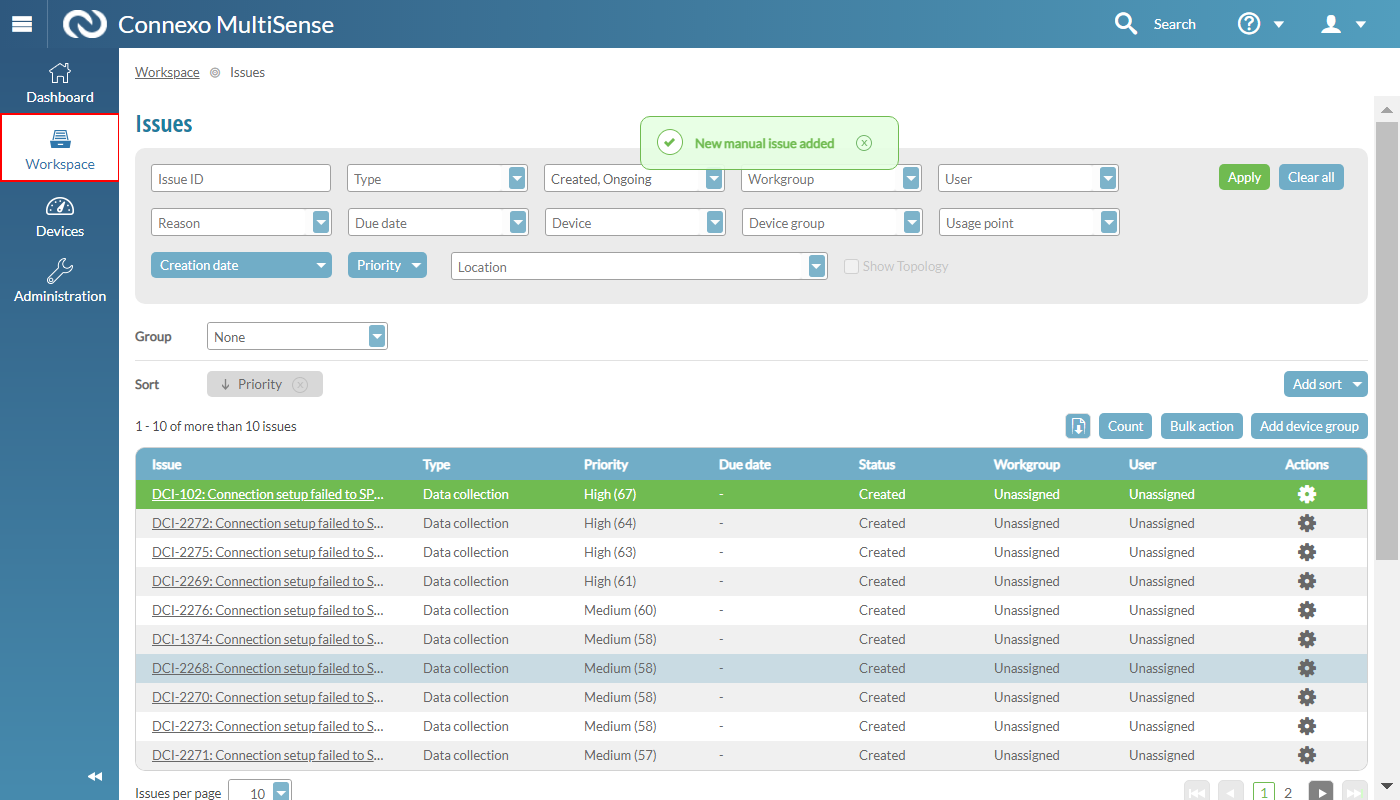 Connexo MultiSense
Search
Dashboard
Workspace
Devices
Administration
Workspace Issues
Issues
New manual issue added
Issue ID Type Created, Ongoing Workgroup User Apply Clear all
Reason Due date Device Device group Usage point
Creation date Priority Location Show Topology
Group None
Sort Priority Add sort
1 - 10 of more than 10 issues Count Bulk action Add device group
Issue Type Priority Due date Status Workgroup User Actions
DCI-102: Connection setup failed to SP... Data collection High (67) - Created Unassigned Unassigned
DCI-2272: Connection setup failed to S... Data collection High (64) - Created Unassigned Unassigned
DCI-2275: Connection setup failed to S... Data collection High (63) - Created Unassigned Unassigned
DCI-2269: Connection setup failed to S... Data collection High (61) - Created Unassigned Unassigned
DCI-2276: Connection setup failed to S... Data collection Medium (60) - Created Unassigned Unassigned
DCI-1374: Connection setup failed to S... Data collection Medium (58) - Created Unassigned Unassigned
DCI-2268: Connection setup failed to S... Data collection Medium (58) - Created Unassigned Unassigned
DCI-2270: Connection setup failed to S... Data collection Medium (58) - Created Unassigned Unassigned
DCI-2273: Connection setup failed to S... Data collection Medium (58) - Created Unassigned Unassigned
DCI-2271: Connection setup failed to S... Data collection Medium (57) - Created Unassigned Unassigned
Issues per page 10 1 2